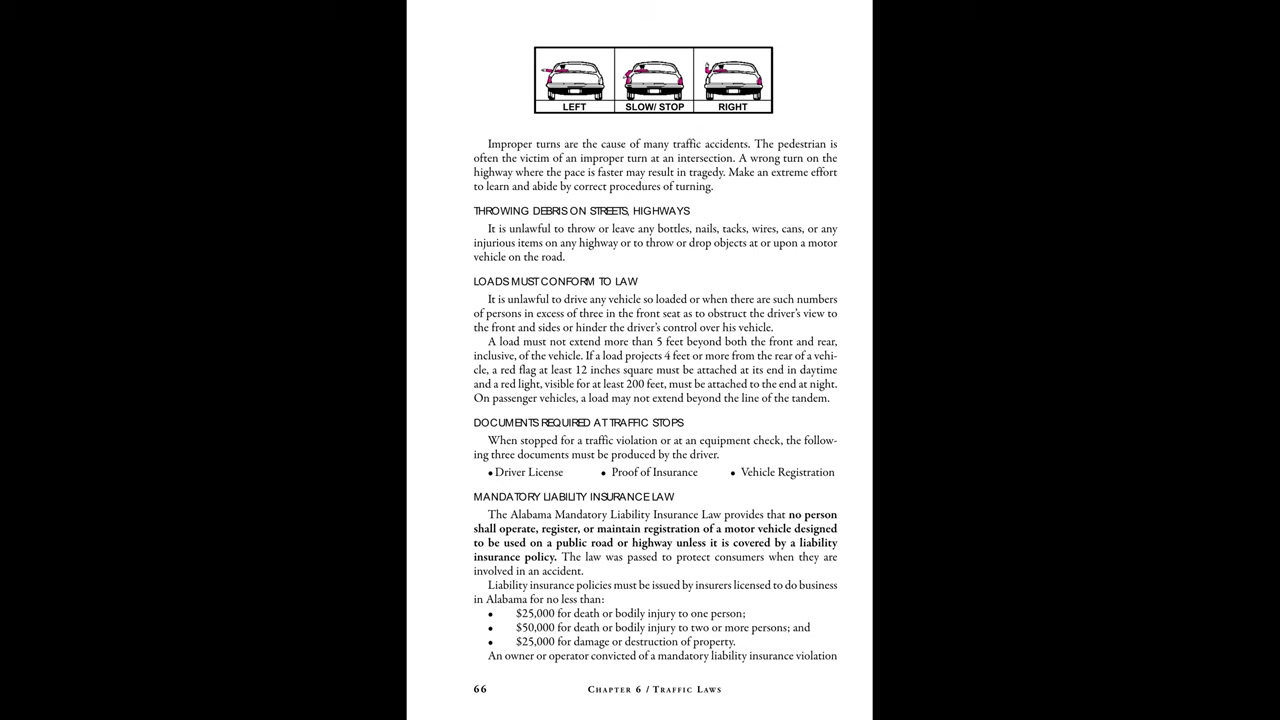 LEFT SLOW/ STOP RIGHT
Improper turns are the cause of many traffic accidents. The pedestrian is
often the victim of an improper turn at an intersection. A wrong turn on the
highway where the pace is faster may result in tragedy. Make an extreme effort
to learn and abide by correct procedures of turning.
THROWING DEBRIS ON STREETS, HIGHWAYS
It is unlawful to throw or leave any bottles, nails, tacks, wires, cans, or any
injurious items on any highway or to throw or drop objects at or upon a motor
vehicle on the road.
LOADS MUST CONFORM TO LAW
It is unlawful to drive any vehicle so loaded or when there are such numbers
of persons in excess of three in the front seat as to obstruct the driver's view to
the front and sides or hinder the driver's control over his vehicle.
A load must not extend more than 5 feet beyond both the front and rear,
inclusive, of the vehicle. If a load projects 4 feet or more from the rear of a vehi-
cle, a red flag at least 12 inches square must be attached at its end in daytime
and a red light, visible for at least 200 feet, must be attached to the end at night.
On passenger vehicles, a load may not extend beyond the line of the tandem.
DOCUMENTS REQUIRED AT TRAFFIC STOPS
When stopped for a traffic violation or at an equipment check, the follow-
ing three documents must be produced by the driver.
• Driver License • Proof of Insurance • Vehicle Registration
MANDATORY LIABILITY INSURANCE LAW
The Alabama Mandatory Liability Insurance Law provides that no person
shall operate, register, or maintain registration of a motor vehicle designed
to be used on a public road or highway unless it is covered by a liability
insurance policy. The law was passed to protect consumers when they are
involved in an accident.
Liability insurance policies must be issued by insurers licensed to do business
in Alabama for no less than:
• $25,000 for death or bodily injury to one person;
• $50,000 for death or bodily injury to two or more persons; and
• $25,000 for damage or destruction of property.
An owner or operator convicted of a mandatory liability insurance violation
66 CHAPTER 6 / TRAFFIC LAWS